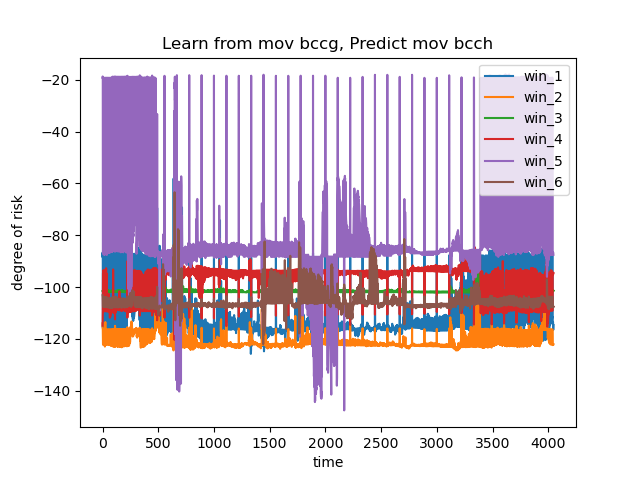 Learn from mov bccg, Predict mov bcch
degree of risk
−20
−40
−60
−80
−100
−120
−140
win_1
win_2
win_3
win_4
win_5
win_6
0 500 1000 1500 2000 2500 3000 3500 4000
time